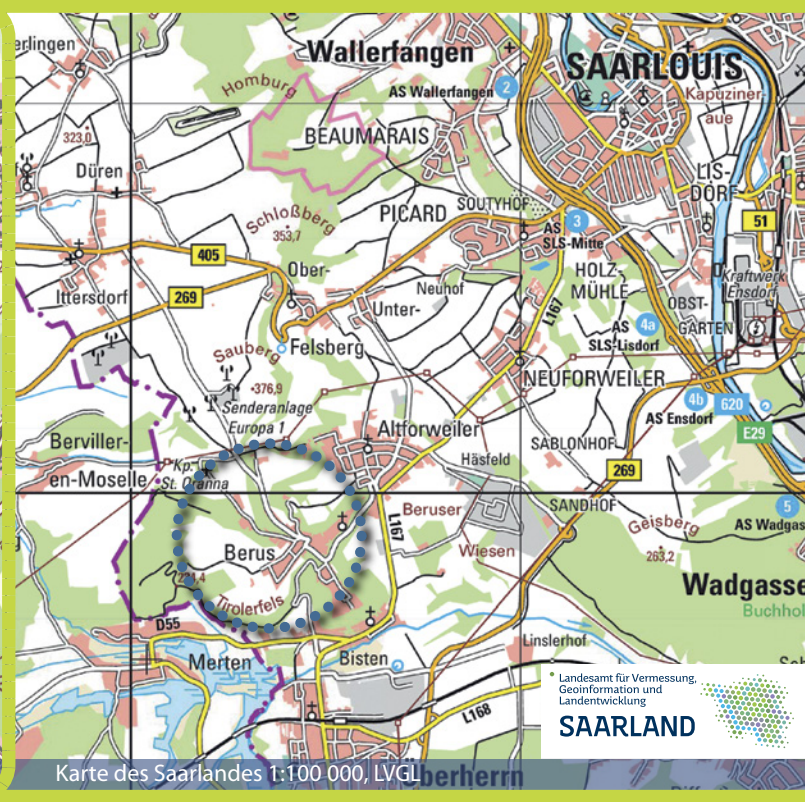 erlingen
Wallerfangen
SAARLOUIS
Homburg
AS Wallerfangen
2
Kapuziner-
aue
323,0
BEAUMARAIS
Düren
LIS-
DORF
Schloßberg
353,7
PICARD
SOUTYHOF
AS
SLS-Mitte
3
51
405
Ober-
HOLZ-
MÜHLE
Kraftwerk
Ensdorf
Ittersdorf
269
Neuhof
Unter-
L167
OBST-
GÄRTEN
AS
SLS-Lisdorf
4a
Felsberg
Sauberg
376,9
NEUFORWEILER
4b
620
AS Ensdorf
Senderanlage
Europa 1
E29
Berviller-
en-Moselle
Altforweiler
SABLONHOF
Häsfeld
269
Kp.
St. Oranna
SANDHOF
5
AS Wadgas
Beruser
Wiesen
L167
Geisberg
263,2
Berus
Wadgasse
Buchhol
Tirolerfels
D55
Merten
Bisten
Linslerhof
L168
Landesamt für Vermessung,
Geoinformation und
Landentwicklung
SAARLAND
Karte des Saarlandes 1:100 000, LVGL
Überherrn